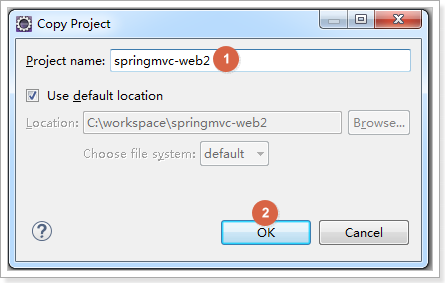 Copy Project
Project name: springmvc-web2 1
Use default location
Location: C:\workspace\springmvc-web2 Browse...
Choose file system: default
2
? OK Cancel